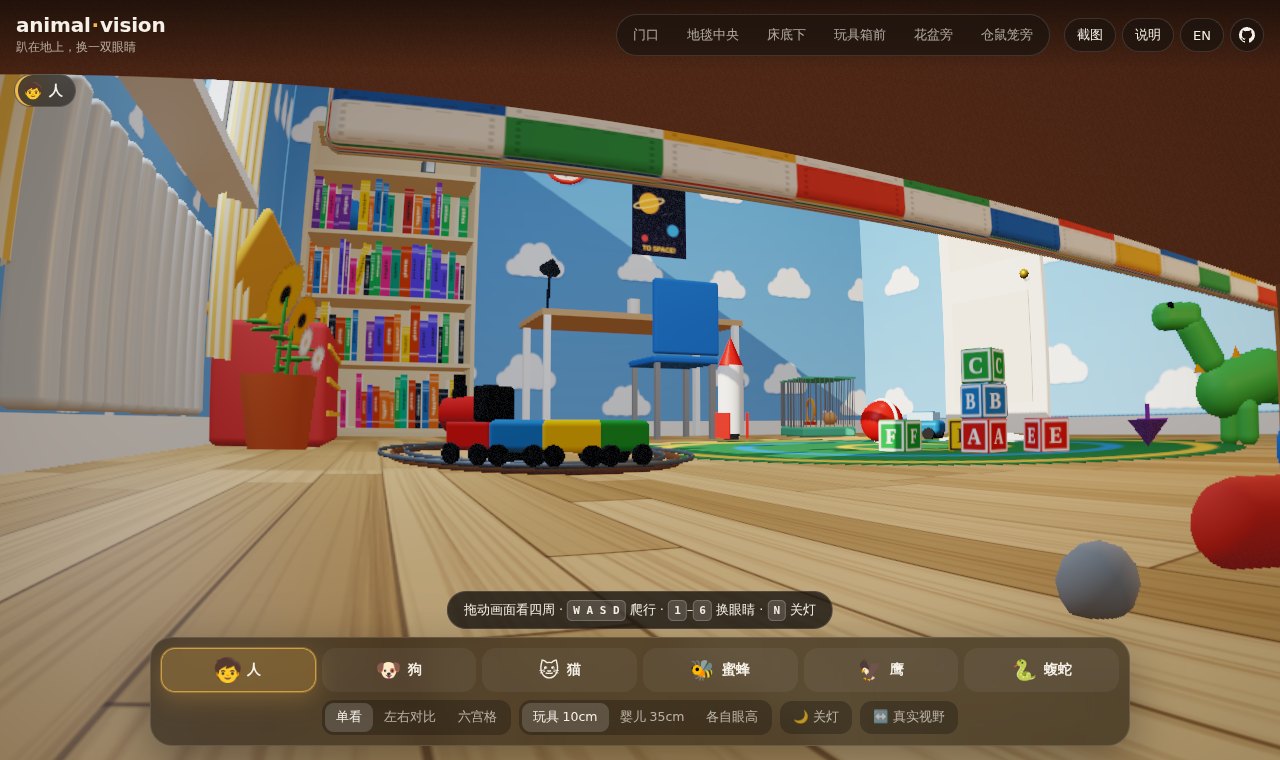 animal·vision
趴在地上，换一双眼睛
门口 地毯中央 床底下 玩具箱前 花盆旁 仓鼠笼旁
截图 说明 EN
🧒 人
TO SPACE!
C C
B B
F F A A E E
拖动画面看四周 · W A S D 爬行 · 1–6 换眼睛 · N 关灯
🧒 人 🐶 狗 🐱 猫 🐝 蜜蜂 🦅 鹰 🐍 蝮蛇
单看 左右对比 六宫格 玩具 10cm 婴儿 35cm 各自眼高 🌙 关灯 ↔️ 真实视野